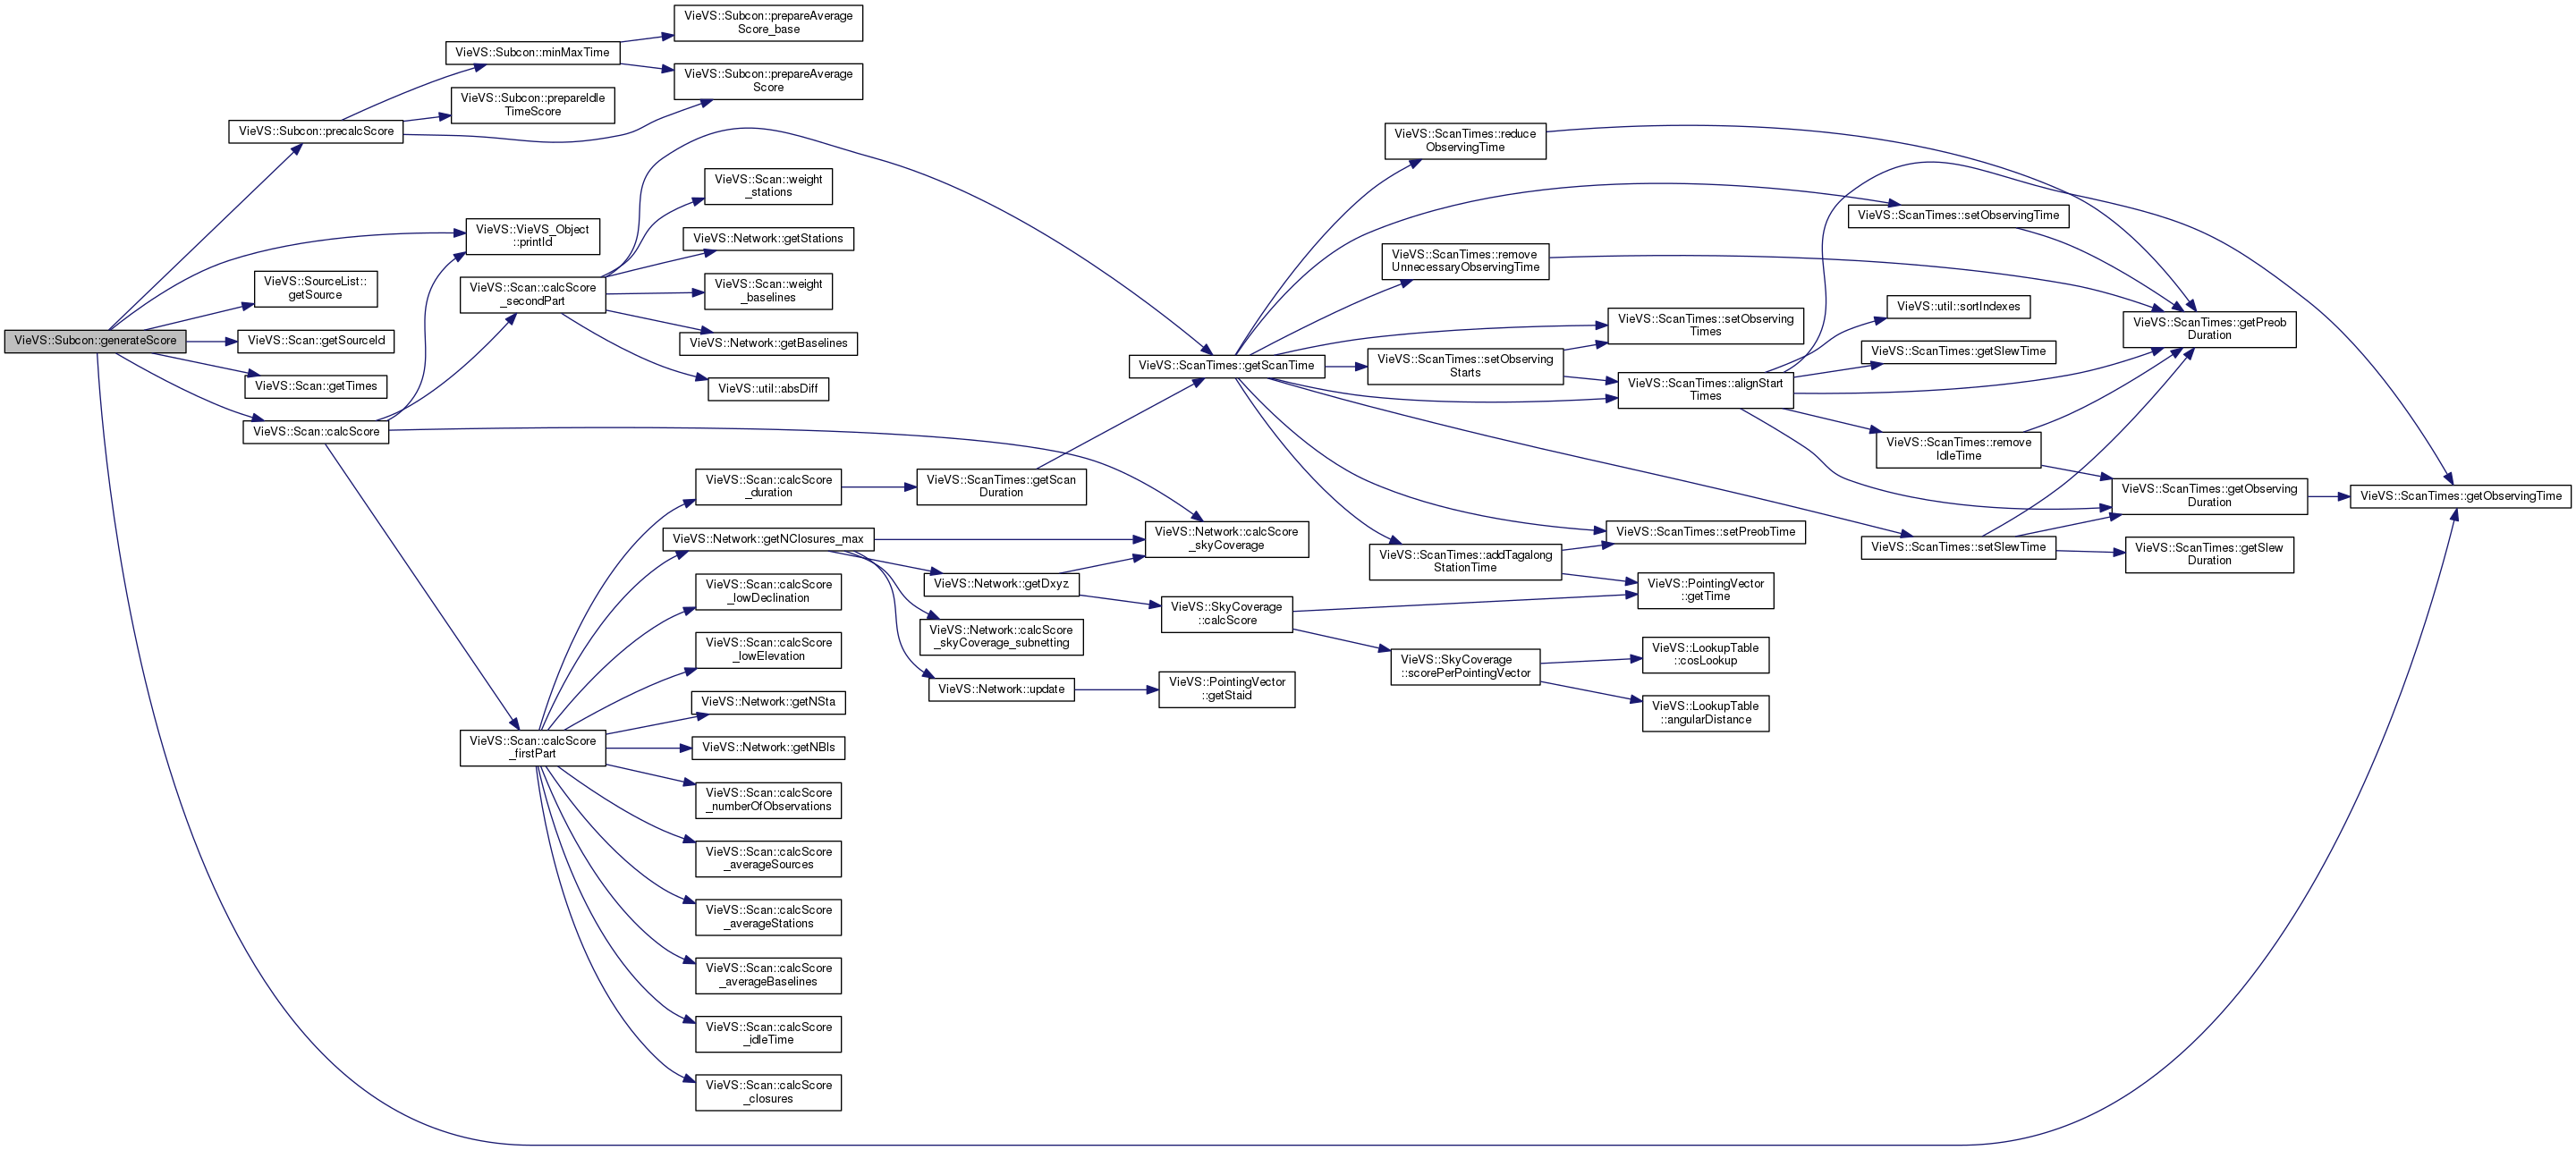 VieVS::Subcon::generateScore
VieVS::Subcon::precalcScore
VieVS::Subcon::minMaxTime
VieVS::Subcon::prepareAverage
Score_base
VieVS::Subcon::prepareAverage
Score
VieVS::Subcon::prepareIdle
TimeScore
VieVS::VieVS_Object
::printId
VieVS::SourceList::
getSource
VieVS::Scan::getSourceId
VieVS::Scan::getTimes
VieVS::Scan::calcScore
VieVS::Scan::calcScore
_secondPart
VieVS::Scan::weight
_stations
VieVS::Network::getStations
VieVS::Scan::weight
_baselines
VieVS::Network::getBaselines
VieVS::util::absDiff
VieVS::Scan::calcScore
_firstPart
VieVS::Scan::calcScore
_duration
VieVS::Network::getNClosures_max
VieVS::Scan::calcScore
_lowDeclination
VieVS::Scan::calcScore
_lowElevation
VieVS::Network::getNSta
VieVS::Network::getNBls
VieVS::Scan::calcScore
_numberOfObservations
VieVS::Scan::calcScore
_averageSources
VieVS::Scan::calcScore
_averageStations
VieVS::Scan::calcScore
_averageBaselines
VieVS::Scan::calcScore
_idleTime
VieVS::Scan::calcScore
_closures
VieVS::ScanTimes::getScan
Duration
VieVS::Network::getDxyz
VieVS::Network::calcScore
_skyCoverage_subnetting
VieVS::Network::update
VieVS::ScanTimes::getScanTime
VieVS::Network::calcScore
_skyCoverage
VieVS::SkyCoverage
::calcScore
VieVS::PointingVector
::getStaid
VieVS::ScanTimes::reduce
ObservingTime
VieVS::ScanTimes::remove
UnnecessaryObservingTime
VieVS::ScanTimes::setObserving
Starts
VieVS::ScanTimes::addTagalong
StationTime
VieVS::SkyCoverage
::scorePerPointingVector
VieVS::ScanTimes::setObserving
Times
VieVS::ScanTimes::alignStart
Times
VieVS::ScanTimes::setPreobTime
VieVS::PointingVector
::getTime
VieVS::LookupTable
::cosLookup
VieVS::LookupTable
::angularDistance
VieVS::ScanTimes::setObservingTime
VieVS::util::sortIndexes
VieVS::ScanTimes::getSlewTime
VieVS::ScanTimes::remove
IdleTime
VieVS::ScanTimes::setSlewTime
VieVS::ScanTimes::getPreob
Duration
VieVS::ScanTimes::getObserving
Duration
VieVS::ScanTimes::getSlew
Duration
VieVS::ScanTimes::getObservingTime